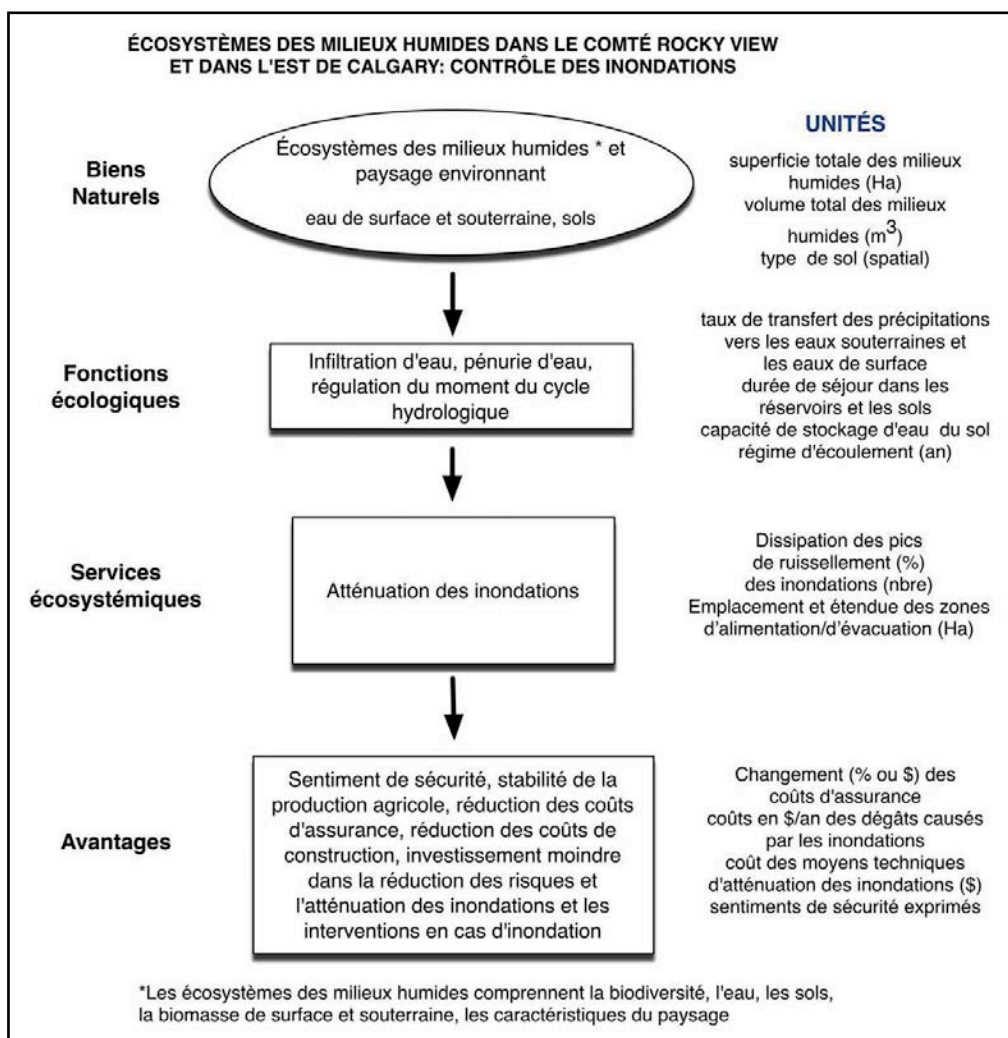 ÉCOSYSTÈMES DES MILIEUX HUMIDES DANS LE COMTÉ ROCKY VIEW
ET DANS L'EST DE CALGARY: CONTRÔLE DES INONDATIONS
UNITÉS
Biens
Naturels
Écosystèmes des milieux humides * et
paysage environnant
eau de surface et souterraine, sols
superficie totale des milieux
humides (Ha)
volume total des milieux
humides (m³)
type de sol (spatial)
Fonctions
écologiques
Infiltration d'eau, pénurie d'eau,
régulation du moment du cycle
hydrologique
taux de transfert des précipitations
vers les eaux souterraines et
les eaux de surface
durée de séjour dans les
réservoirs et les sols
capacité de stockage d'eau du sol
régime d'écoulement (an)
Services
écosystémiques
Atténuation des inondations
Dissipation des pics
de ruissellement (%)
des inondations (nbre)
Emplacement et étendue des zones
d'alimentation/d'évacuation (Ha)
Avantages
Sentiment de sécurité, stabilité de la
production agricole, réduction des coûts
d'assurance, réduction des coûts de
construction, investissement moindre
dans la réduction des risques et
l'atténuation des inondations et les
interventions en cas d'inondation
Changement (% ou $) des
coûts d'assurance
coûts en $/an des dégâts causés
par les inondations
coût des moyens techniques
d'atténuation des inondations ($)
sentiments de sécurité exprimés
*Les écosystèmes des milieux humides comprennent la biodiversité, l'eau, les sols,
la biomasse de surface et souterraine, les caractéristiques du paysage